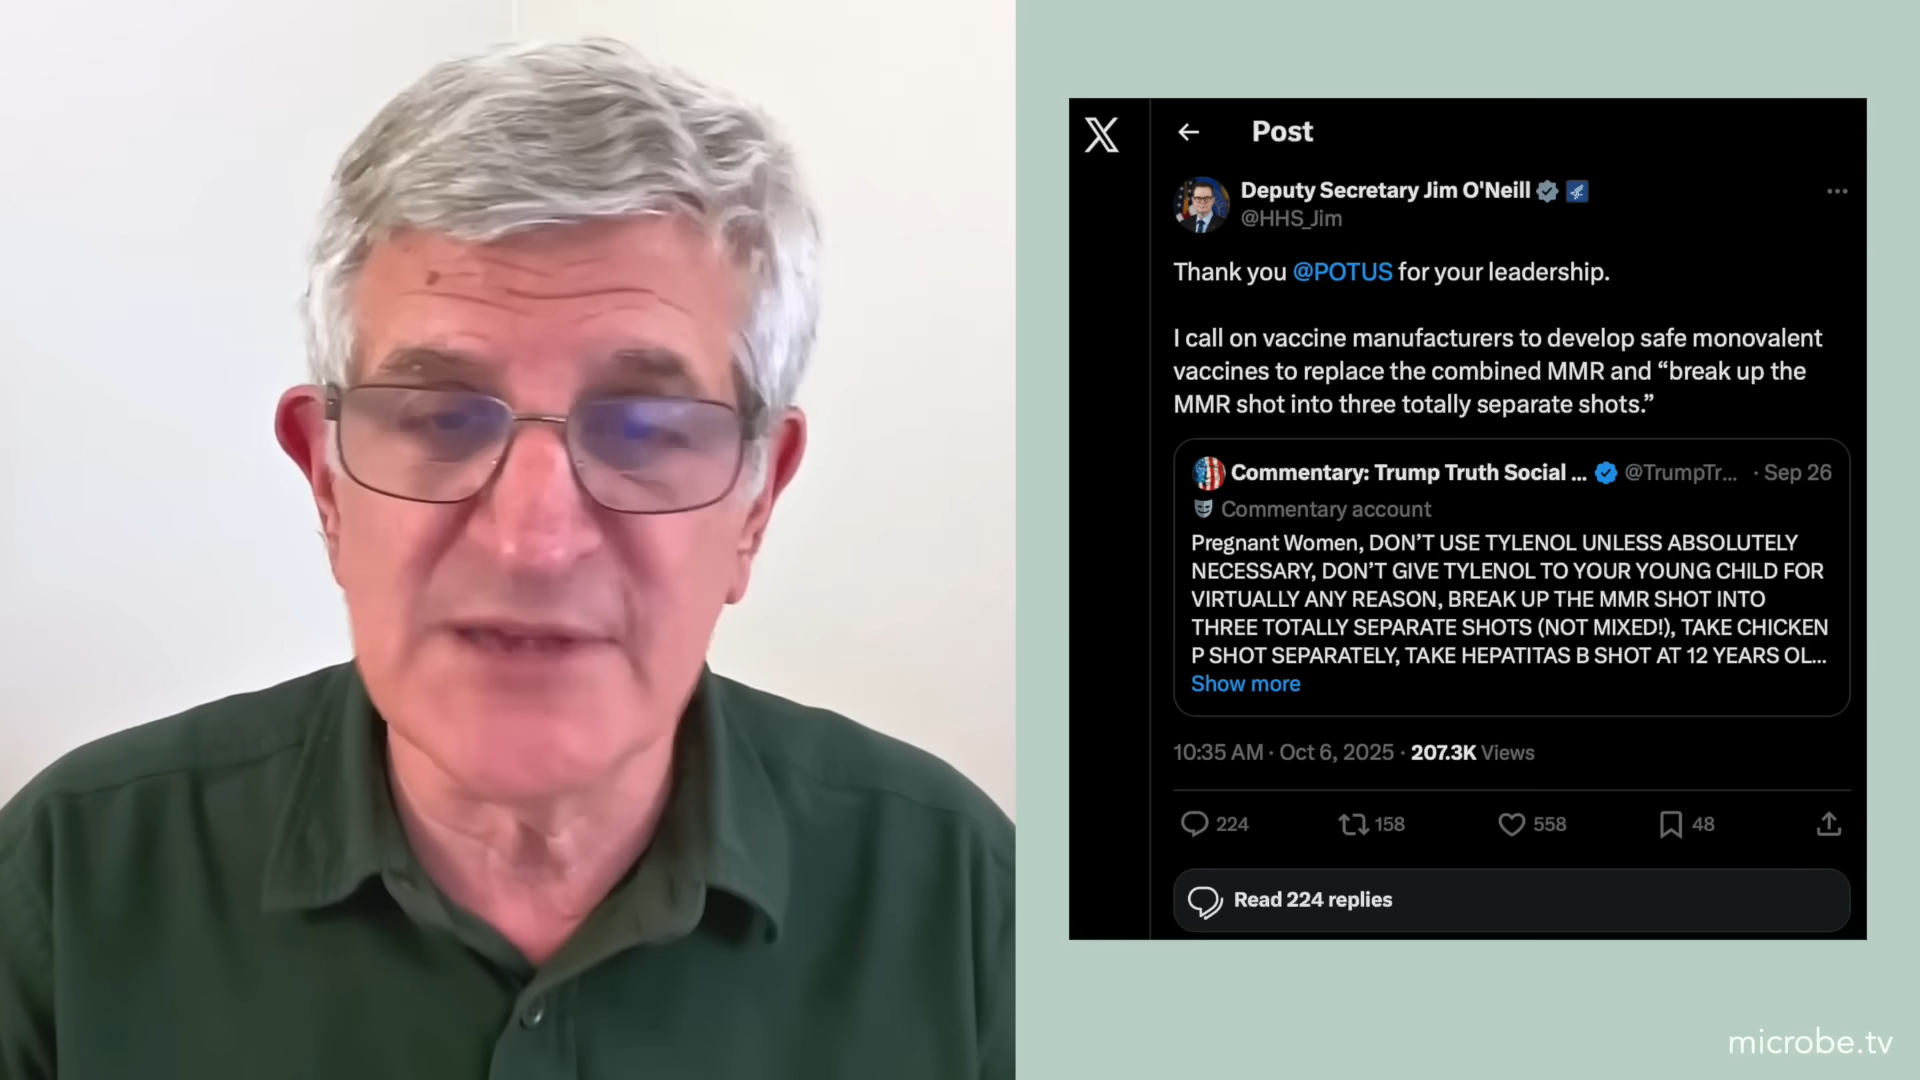 Post
Deputy Secretary Jim O'Neill
@HHS_Jim
Thank you @POTUS for your leadership.
I call on vaccine manufacturers to develop safe monovalent
vaccines to replace the combined MMR and “break up the
MMR shot into three totally separate shots.”
Commentary: Trump Truth Social ... @TrumpTr... · Sep 26
Commentary account
Pregnant Women, DON’T USE TYLENOL UNLESS ABSOLUTELY
NECESSARY, DON’T GIVE TYLENOL TO YOUR YOUNG CHILD FOR
VIRTUALLY ANY REASON, BREAK UP THE MMR SHOT INTO
THREE TOTALLY SEPARATE SHOTS (NOT MIXED!), TAKE CHICKEN
P SHOT SEPARATELY, TAKE HEPATITAS B SHOT AT 12 YEARS OL...
Show more
10:35 AM · Oct 6, 2025 · 207.3K Views
224 158 558 48
Read 224 replies
microbe.tv